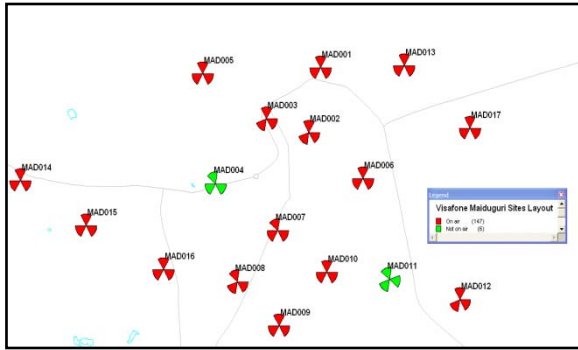 MAD005
MAD001
MAD013
MAD003
MAD002
MAD017
MAD014
MAD004
MAD006
MAD015
MAD007
MAD016
MAD008
MAD010
MAD011
MAD009
MAD012
Legend
Visafone Maiduguri Sites Layout
On air (147)
Not on air (6)